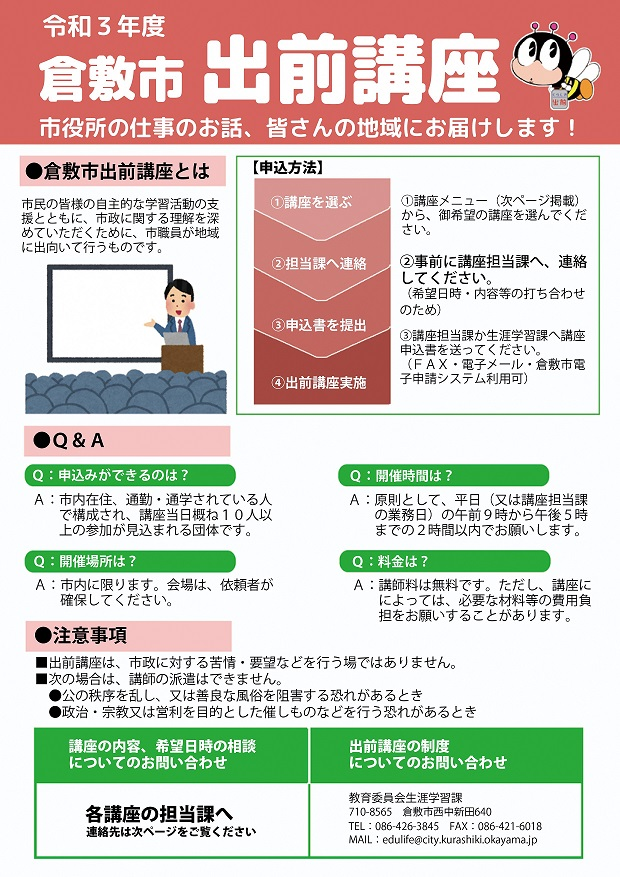 令和３年度
倉敷市 出前講座
市役所の仕事のお話、皆さんの地域にお届けします！
●倉敷市出前講座とは
市民の皆様の自主的な学習活動の支
援とともに、市政に関する理解を深
めていただくために、市職員が地域
に出向いて行うものです。
【申込方法】
①講座を選ぶ
②担当課へ連絡
③申込書を提出
④出前講座実施
①講座メニュー（次ページ掲載）
から、御希望の講座を選んでくだ
さい。
②事前に講座担当課へ、連絡
してください。
（希望日時・内容等の打ち合わせ
のため）
③講座担当課か生涯学習課へ講座
申込書を送ってください。
（ＦＡＸ・電子メール・倉敷市電
子申請システム利用可）
●Ｑ＆Ａ
Ｑ：申込みができるのは？
Ａ：市内在住、通勤・通学されている人
で構成され、講座当日概ね１０人以
上の参加が見込まれる団体です。
Ｑ：開催場所は？
Ａ：市内に限ります。会場は、依頼者が
確保してください。
Ｑ：開催時間は？
Ａ：原則として、平日（又は講座担当課
の業務日）の午前９時から午後５時
までの２時間以内でお願いします。
Ｑ：料金は？
Ａ：講師料は無料です。ただし、講座に
によっては、必要な材料等の費用負
担をお願いすることがあります。
●注意事項
■出前講座は、市政に対する苦情・要望などを行う場ではありません。
■次の場合は、講師の派遣はできません。
●公の秩序を乱し、又は善良な風俗を阻害する恐れがあるとき
●政治・宗教又は営利を目的とした催しものなどを行う恐れがあるとき
講座の内容、希望日時の相談
についてのお問い合わせ
各講座の担当課へ
連絡先は次ページをご覧ください
出前講座の制度
についてのお問い合わせ
教育委員会生涯学習課
710-8565　倉敷市西中新田640
TEL：086-426-3845　FAX：086-421-6018
MAIL：edulife@city.kurashiki.okayama.jp